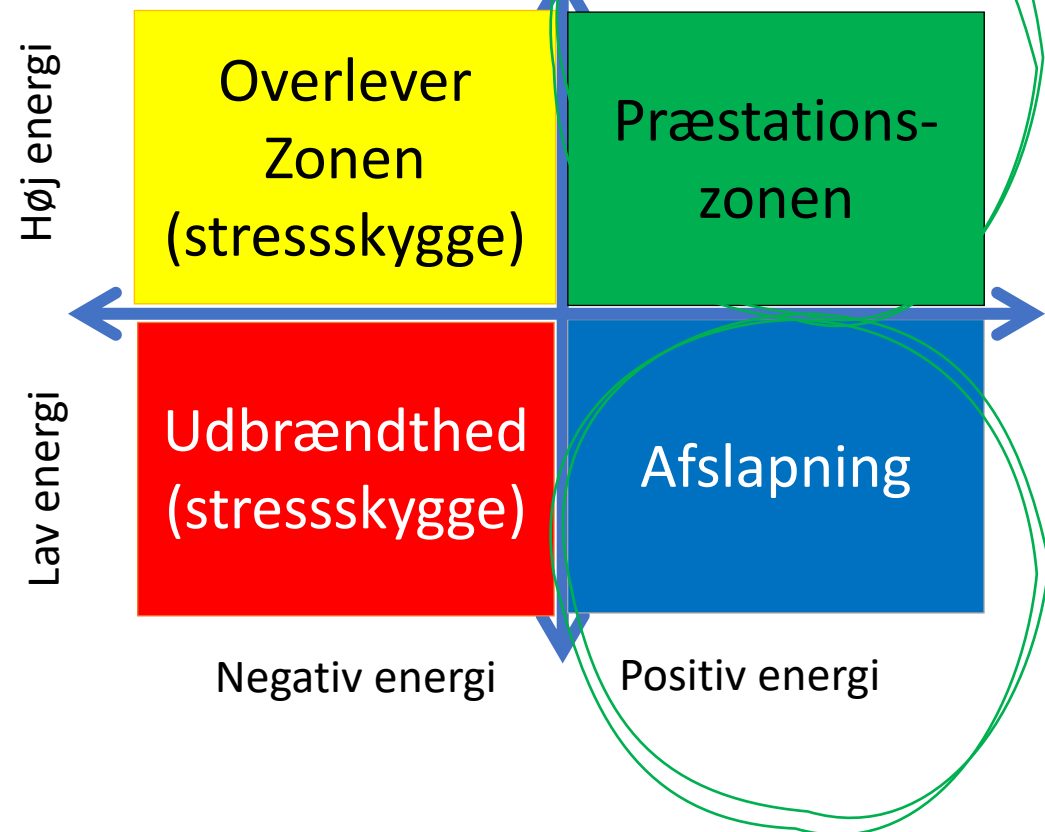 Høj energi
Overlever
Zonen
(stressskygge)
Præstations-
zonen
Lav energi
Udbrændthed
(stressskygge)
Afslapning
Negativ energi
Positiv energi